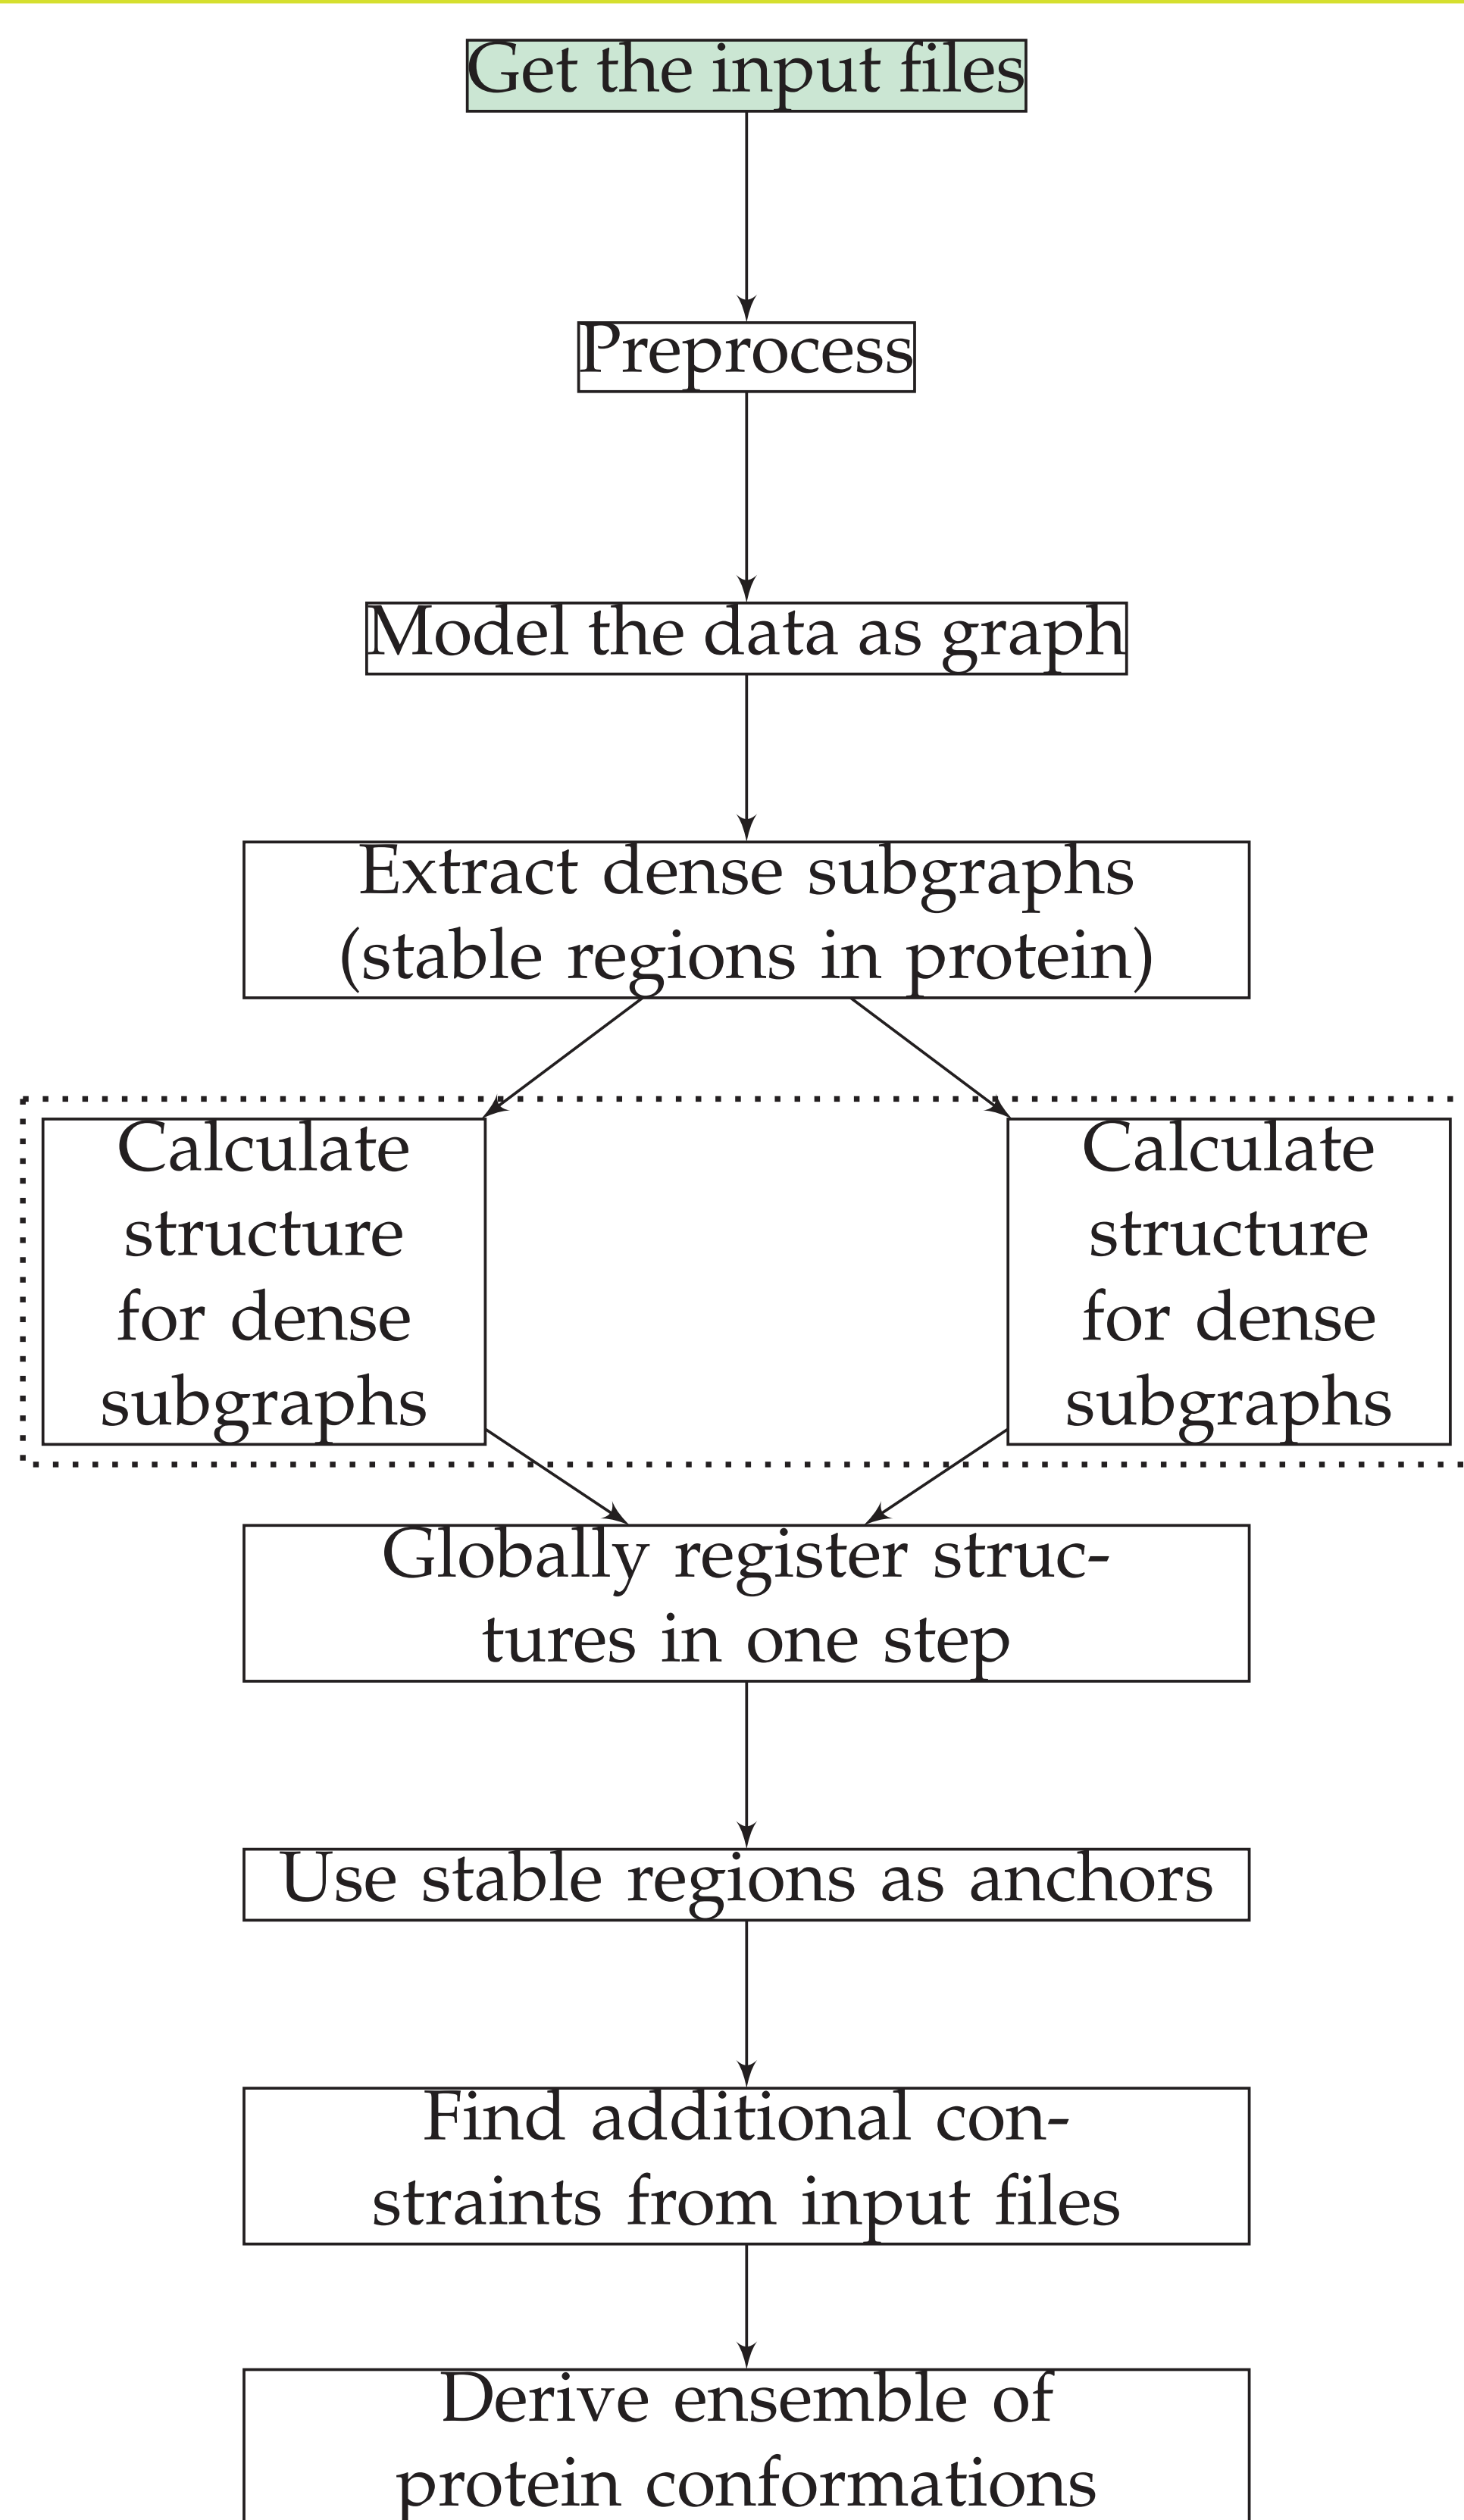 Get the input files
Preprocess
Model the data as graph
Extrat dense subgraphs
(stable regions in protein)
Calculate
structure
for dense
subgraphs
Calculate
structure
for dense
subgraphs
Globally register struc-
tures in one step
Use stable regions as anchors
Find additional con-
straints from input files
Derive ensemble of
protein conformations